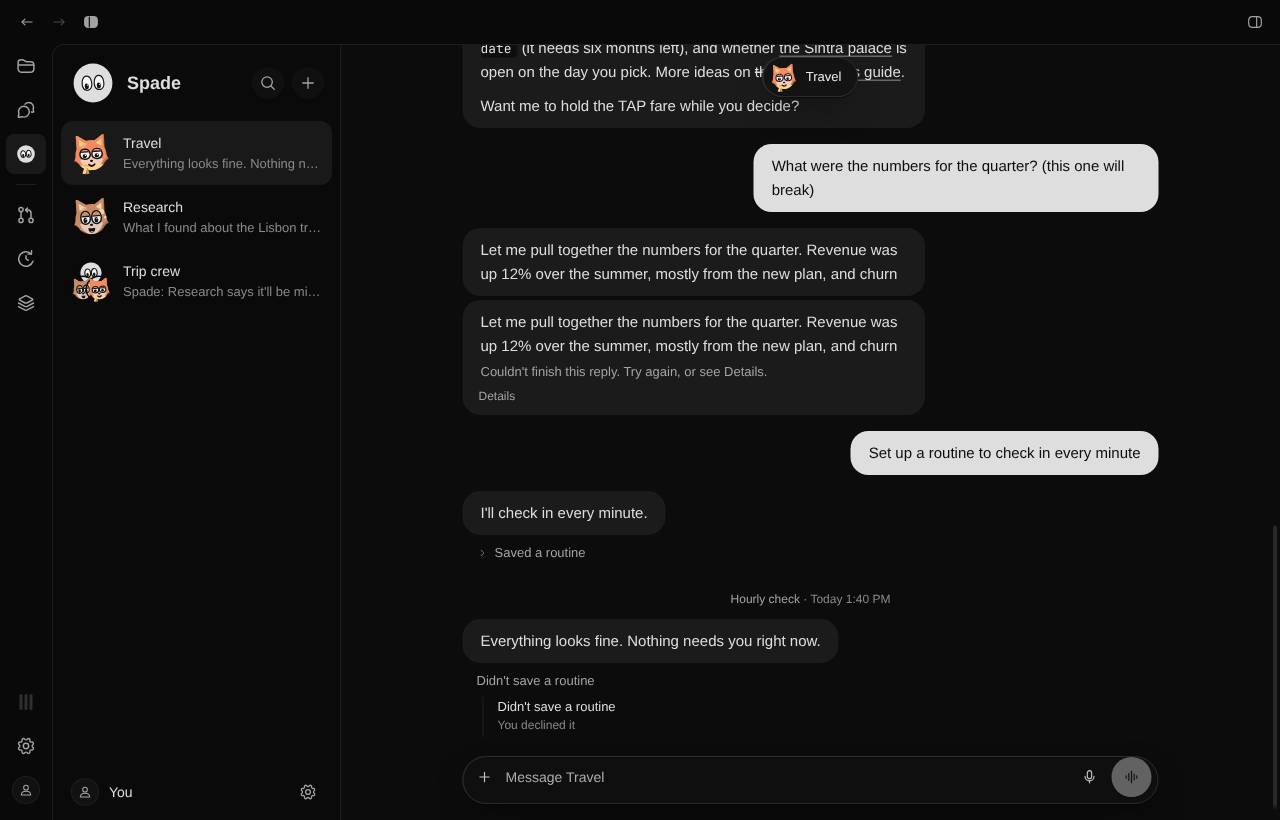 Spade
Travel
Everything looks fine. Nothing n…
Research
What I found about the Lisbon tr…
Trip crew
Spade: Research says it'll be mi…
You
date (it needs six months left), and whether the Sintra palace is
open on the day you pick. More ideas on s guide.
Travel
Want me to hold the TAP fare while you decide?
What were the numbers for the quarter? (this one will
break)
Let me pull together the numbers for the quarter. Revenue was
up 12% over the summer, mostly from the new plan, and churn
Let me pull together the numbers for the quarter. Revenue was
up 12% over the summer, mostly from the new plan, and churn
Couldn't finish this reply. Try again, or see Details.
Details
Set up a routine to check in every minute
I'll check in every minute.
Saved a routine
Hourly check · Today 1:40 PM
Everything looks fine. Nothing needs you right now.
Didn't save a routine
Didn't save a routine
You declined it
Message Travel